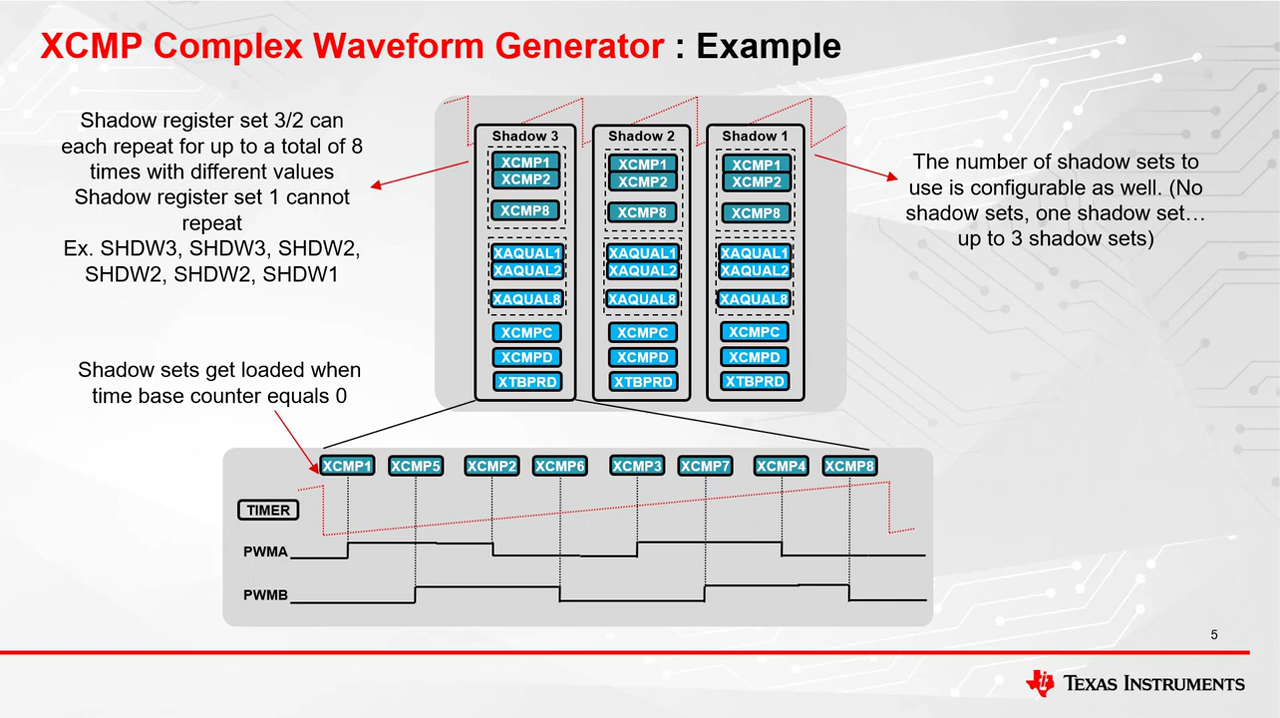 XCMP Complex Waveform Generator : Example
Shadow register set 3/2 can
each repeat for up to a total of 8
times with different values
Shadow register set 1 cannot
repeat
Ex. SHDW3, SHDW3, SHDW2,
SHDW2, SHDW2, SHDW1
Shadow sets get loaded when
time base counter equals 0
Shadow 3
XCMP1
XCMP2
XCMP8
XAQUAL1
XAQUAL2
XAQUAL8
XCMPC
XCMPD
XTBPRD
Shadow 2
XCMP1
XCMP2
XCMP8
XAQUAL1
XAQUAL2
XAQUAL8
XCMPC
XCMPD
XTBPRD
Shadow 1
XCMP1
XCMP2
XCMP8
XAQUAL1
XAQUAL2
XAQUAL8
XCMPC
XCMPD
XTBPRD
The number of shadow sets to
use is configurable as well. (No
shadow sets, one shadow set…
up to 3 shadow sets)
XCMP1 XCMP5 XCMP2 XCMP6 XCMP3 XCMP7 XCMP4 XCMP8
TIMER
PWMA
PWMB
5
TEXAS INSTRUMENTS